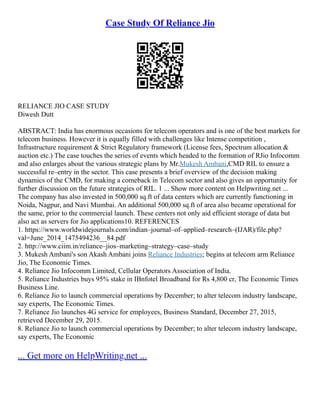 Case Study Of Reliance Jio
RELIANCE JIO CASE STUDY
Diwesh Dutt
ABSTRACT: India has enormous occasions for telecom operators and is one of the best markets for
telecom business. However it is equally filled with challenges like Intense competition ,
Infrastructure requirement & Strict Regulatory framework (License fees, Spectrum allocation &
auction etc.) The case touches the series of events which headed to the formation of RJio Infocomm
and also enlarges about the various strategic plans by Mr.Mukesh Ambani,CMD RIL to ensure a
successful re–entry in the sector. This case presents a brief overview of the decision making
dynamics of the CMD, for making a comeback in Telecom sector and also gives an opportunity for
further discussion on the future strategies of RIL. 1 ... Show more content on Helpwriting.net ...
The company has also invested in 500,000 sq.ft of data centers which are currently functioning in
Noida, Nagpur, and Navi Mumbai. An additional 500,000 sq.ft of area also became operational for
the same, prior to the commercial launch. These centers not only aid efficient storage of data but
also act as servers for Jio applications10. REFERENCES
1. https://www.worldwidejournals.com/indian–journal–of–applied–research–(IJAR)/file.php?
val=June_2014_1475494236__84.pdf
2. http://www.ciim.in/reliance–jios–marketing–strategy–case–study
3. Mukesh Ambani's son Akash Ambani joins Reliance Industries; begins at telecom arm Reliance
Jio, The Economic Times.
4. Reliance Jio Infocomm Limited, Cellular Operators Association of India.
5. Reliance Industries buys 95% stake in IBnfotel Broadband for Rs 4,800 cr, The Economic Times
Business Line.
6. Reliance Jio to launch commercial operations by December; to alter telecom industry landscape,
say experts, The Economic Times.
7. Reliance Jio launches 4G service for employees, Business Standard, December 27, 2015,
retrieved December 29, 2015.
8. Reliance Jio to launch commercial operations by December; to alter telecom industry landscape,
say experts, The Economic
... Get more on HelpWriting.net ...